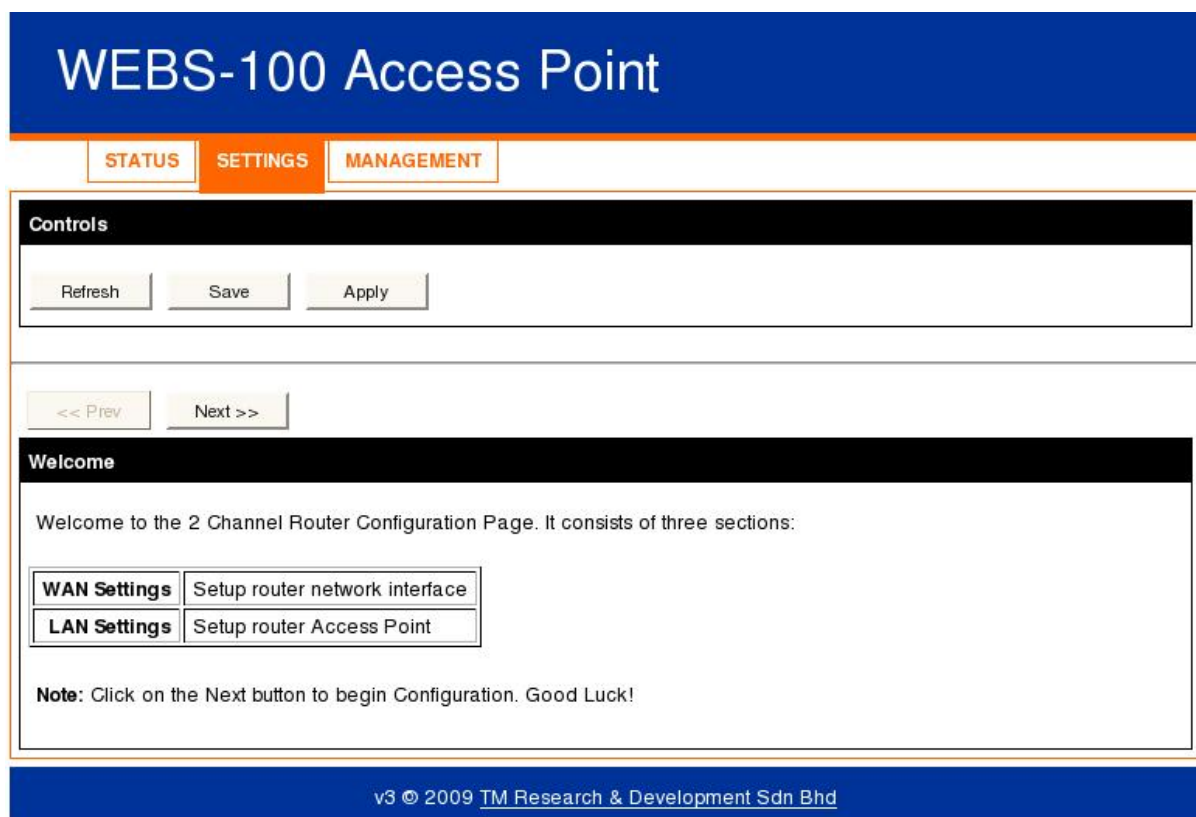 WEBS-100 Access Point
STATUS SETTINGS MANAGEMENT
Controls
Refresh Save Apply
<< Prev Next >>
Welcome
Welcome to the 2 Channel Router Configuration Page. It consists of three sections:
WAN Settings Setup router network interface
LAN Settings Setup router Access Point
Note: Click on the Next button to begin Configuration. Good Luck!
v3 © 2009 TM Research & Development Sdn Bhd